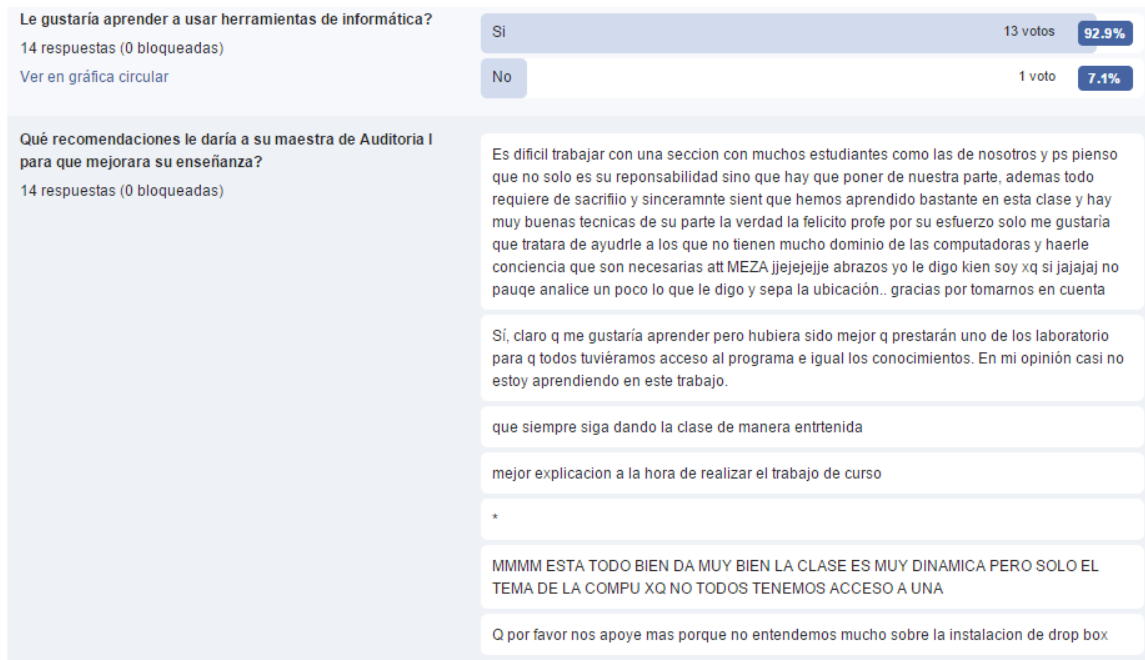 Le gustaría aprender a usar herramientas de informática?
14 respuestas (0 bloqueadas)
Ver en gráfica circular
Si 13 votos 92.9%
No 1 voto 7.1%
Qué recomendaciones le daría a su maestra de Auditoria I
para que mejorara su enseñanza?
14 respuestas (0 bloqueadas)
Es dificil trabajar con una seccion con muchos estudiantes como las de nosotros y ps pienso
que no solo es su reponsabilidad sino que hay que poner de nuestra parte, ademas todo
requiere de sacrifiio y sinceramnte sient que hemos aprendido bastante en esta clase y hay
muy buenas tecnicas de su parte la verdad la felicito profe por su esfuerzo solo me gustarìa
que tratara de ayudrle a los que no tienen mucho dominio de las computadoras y haerle
conciencia que son necesarias att MEZA jjejejejje abrazos yo le digo kien soy xq si jajajaj no
pauqe analice un poco lo que le digo y sepa la ubicación.. gracias por tomarnos en cuenta
Sí, claro q me gustaría aprender pero hubiera sido mejor q prestarán uno de los laboratorio
para q todos tuviéramos acceso al programa e igual los conocimientos. En mi opinión casi no
estoy aprendiendo en este trabajo.
que siempre siga dando la clase de manera entrtenida
mejor explicacion a la hora de realizar el trabajo de curso
*
MMMM ESTA TODO BIEN DA MUY BIEN LA CLASE ES MUY DINAMICA PERO SOLO EL
TEMA DE LA COMPU XQ NO TODOS TENEMOS ACCESO A UNA
Q por favor nos apoye mas porque no entendemos mucho sobre la instalacion de drop box